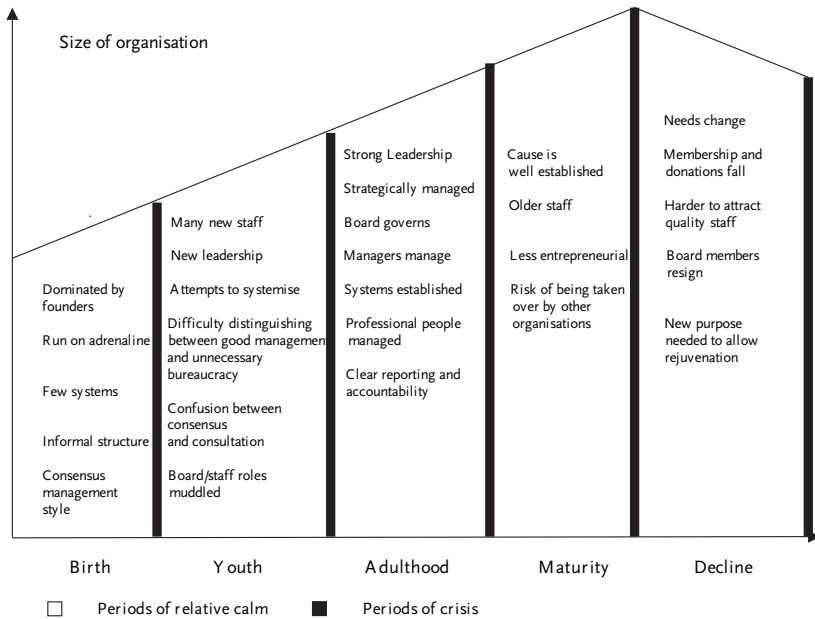 Size of organisation
Dominated by
founders
Run on adrenaline
Few systems
Informal structure
Consensus
management
style
Many new staff
New leadership
Attempts to systemise
Difficulty distinguishing
between good management
and unnecessary
bureaucracy
Confusion between
consensus
and consultation
Board/staff roles
muddled
Strong Leadership
Strategically managed
Board governs
Managers manage
Systems established
Professional people
managed
Clear reporting and
accountability
Cause is
well established
Older staff
Less entrepreneurial
Risk of being taken
over by other
organisations
Needs change
Membership and
donations fall
Harder to attract
quality staff
Board members
resign
New purpose
needed to allow
rejuvenation
Birth
Youth
Adulthood
Maturity
Decline
Periods of relative calm
Periods of crisis